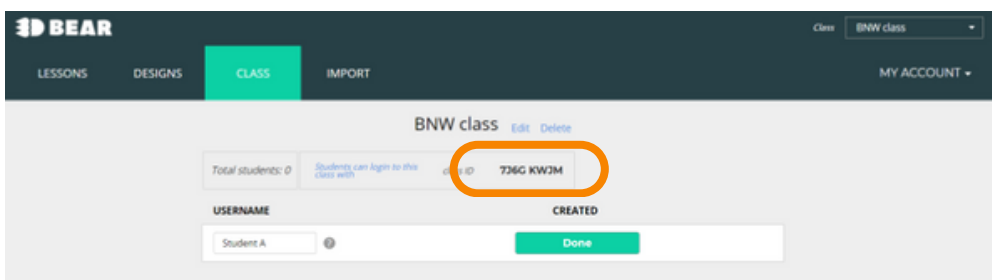 3D BEAR
Class BNW class
LESSONS DESIGNS CLASS IMPORT MY ACCOUNT
BNW class Edit Delete
Total students: 0 Students can login to this class with class ID 7J6G KWJM
USERNAME CREATED
Student A ? Done